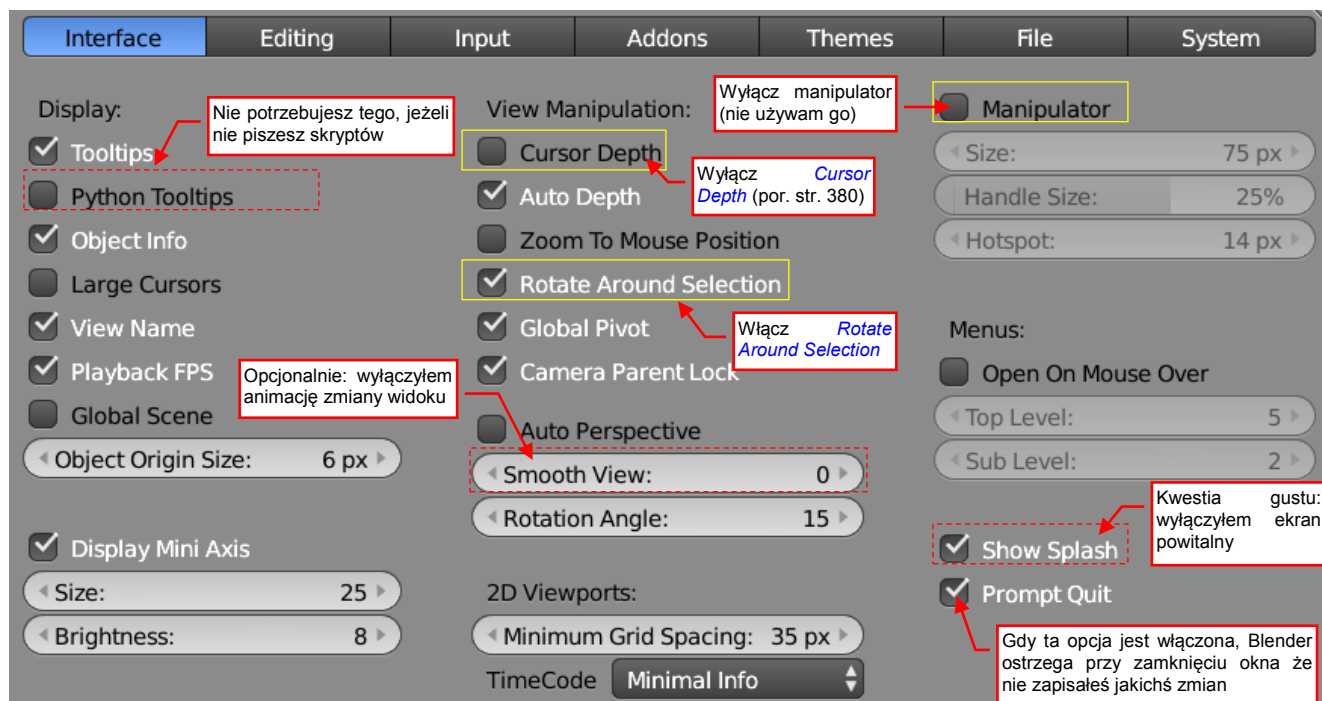 Interface Editing Input Addons Themes File System
Display:
Nie potrzebujesz tego, jeżeli
nie piszesz skryptów
Tooltips
Python Tooltips
Object Info
Large Cursors
View Name
Playback FPS
Opcjonalnie: wyłączyłem
animację zmiany widoku
Global Scene
Object Origin Size: 6 px
Display Mini Axis
Size: 25
Brightness: 8
View Manipulation:
Cursor Depth
Wyłącz Cursor
Depth (por. str. 380)
Auto Depth
Zoom To Mouse Position
Rotate Around Selection
Global Pivot
Włącz Rotate
Around Selection
Camera Parent Lock
Auto Perspective
Smooth View: 0
Rotation Angle: 15
2D Viewports:
Minimum Grid Spacing: 35 px
TimeCode Minimal Info
Wyłącz manipulator
(nie używam go)
Manipulator
Size: 75 px
Handle Size: 25%
Hotspot: 14 px
Menus:
Open On Mouse Over
Top Level: 5
Sub Level: 2
Kwestia gustu:
wyłączyłem ekran
powitalny
Show Splash
Prompt Quit
Gdy ta opcja jest włączona, Blender
ostrzega przy zamknięciu okna że
nie zapisałeś jakichś zmian